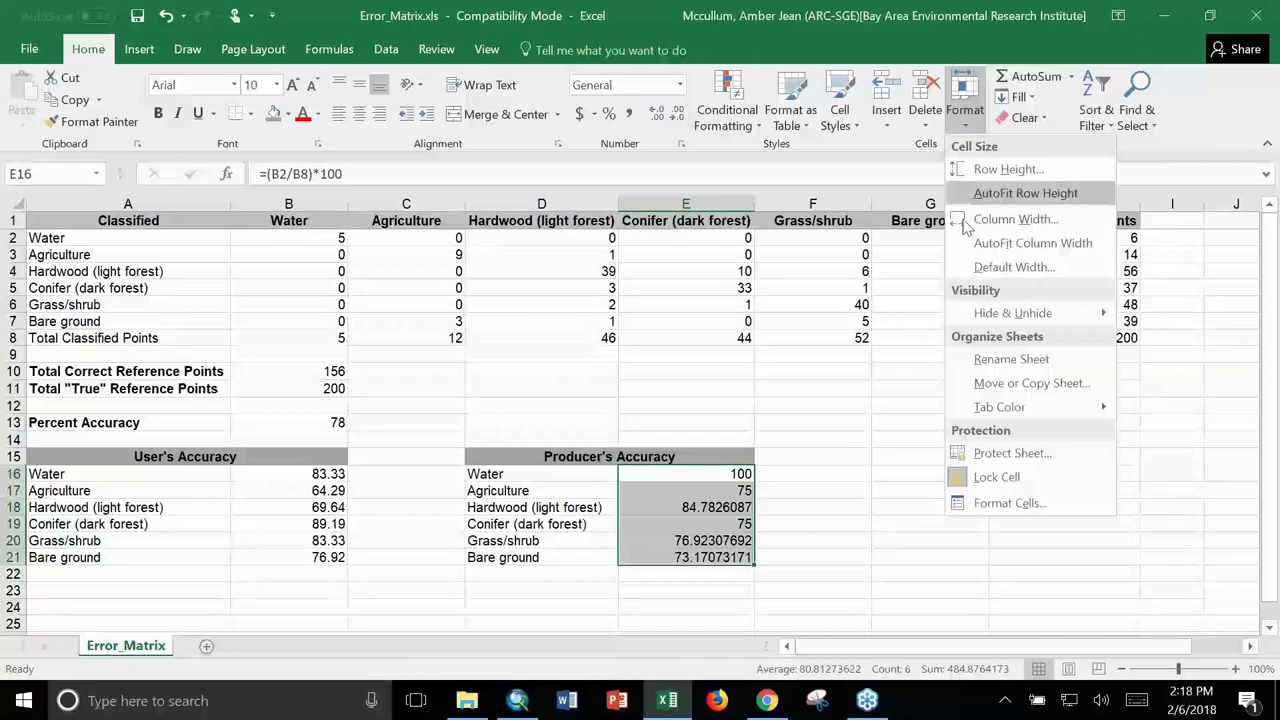 AutoSave Off Error_Matrix.xls - Compatibility Mode - Excel Mccullum, Amber Jean (ARC-SGE)[Bay Area Environmental Research Institute]
File Home Insert Draw Page Layout Formulas Data Review View Tell me what you want to do Share
Paste Cut Copy Format Painter
Arial 10 Wrap Text Merge & Center General
Conditional Formatting Format as Table Cell Styles Insert Delete Format
AutoSum Fill Clear Sort & Filter Find & Select
Clipboard Font Alignment Number Styles Cells
E16 =(B2/B8)*100
A B C D E F G J
1 Classified Water Agriculture Hardwood (light forest) Conifer (dark forest) Grass/shrub Bare gro nts
2 Water 5 0 0 0 0 6
3 Agriculture 0 9 1 0 0 14
4 Hardwood (light forest) 0 0 39 10 6 56
5 Conifer (dark forest) 0 0 3 33 1 37
6 Grass/shrub 0 0 2 1 40 48
7 Bare ground 0 3 1 0 5 39
8 Total Classified Points 5 12 46 44 52 200
9
10 Total Correct Reference Points 156
11 Total "True" Reference Points 200
12
13 Percent Accuracy 78
14
15 User's Accuracy Producer's Accuracy
16 Water 83.33 Water 100
17 Agriculture 64.29 Agriculture 75
18 Hardwood (light forest) 69.64 Hardwood (light forest) 84.7826087
19 Conifer (dark forest) 89.19 Conifer (dark forest) 75
20 Grass/shrub 83.33 Grass/shrub 76.92307692
21 Bare ground 76.92 Bare ground 73.17073171
22
23
24
25
Cell Size
Row Height...
AutoFit Row Height
Column Width...
AutoFit Column Width
Default Width...
Visibility
Hide & Unhide
Organize Sheets
Rename Sheet
Move or Copy Sheet...
Tab Color
Protection
Protect Sheet...
Lock Cell
Format Cells...
Error_Matrix
Ready Average: 80.81273622 Count: 6 Sum: 484.8764173 100%
Type here to search
2:18 PM
2/6/2018